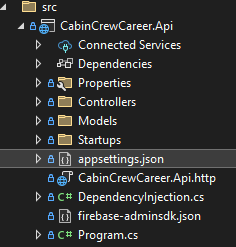 src
CabinCrewCareer.Api
Connected Services
Dependencies
Properties
Controllers
Models
Startups
appsettings.json
CabinCrewCareer.Api.http
DependencyInjection.cs
firebase-adminsdk.json
Program.cs